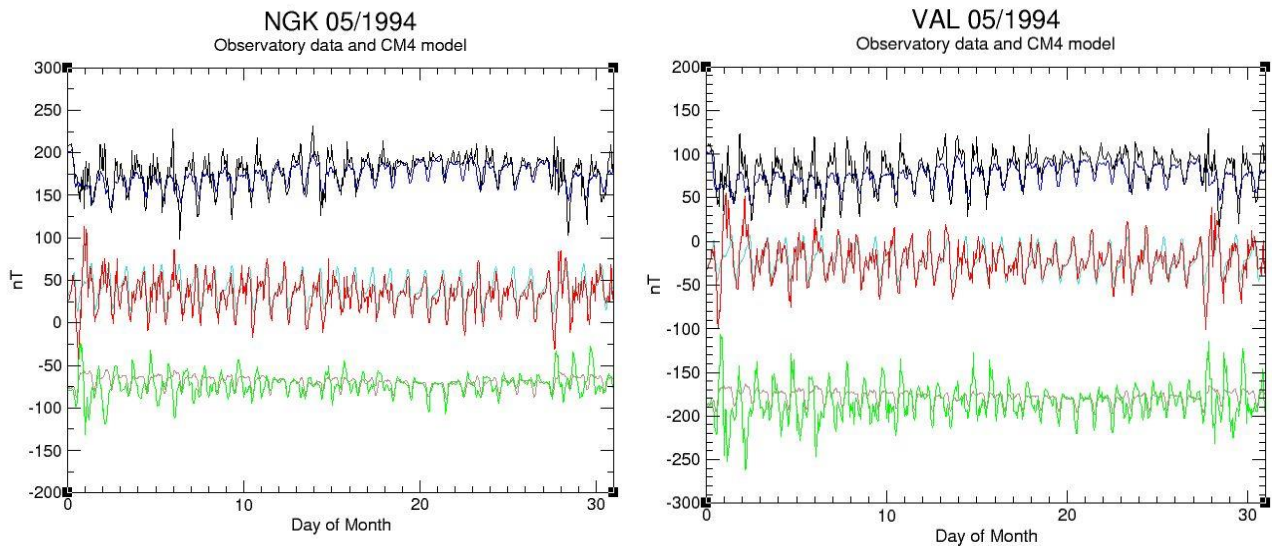 NGK 05/1994
Observatory data and CM4 model
300
250
200
150
100
50
0
-50
-100
-150
-200
nT
0 10 20 30
Day of Month
VAL 05/1994
Observatory data and CM4 model
200
150
100
50
0
-50
-100
-150
-200
-250
-300
nT
0 10 20 30
Day of Month